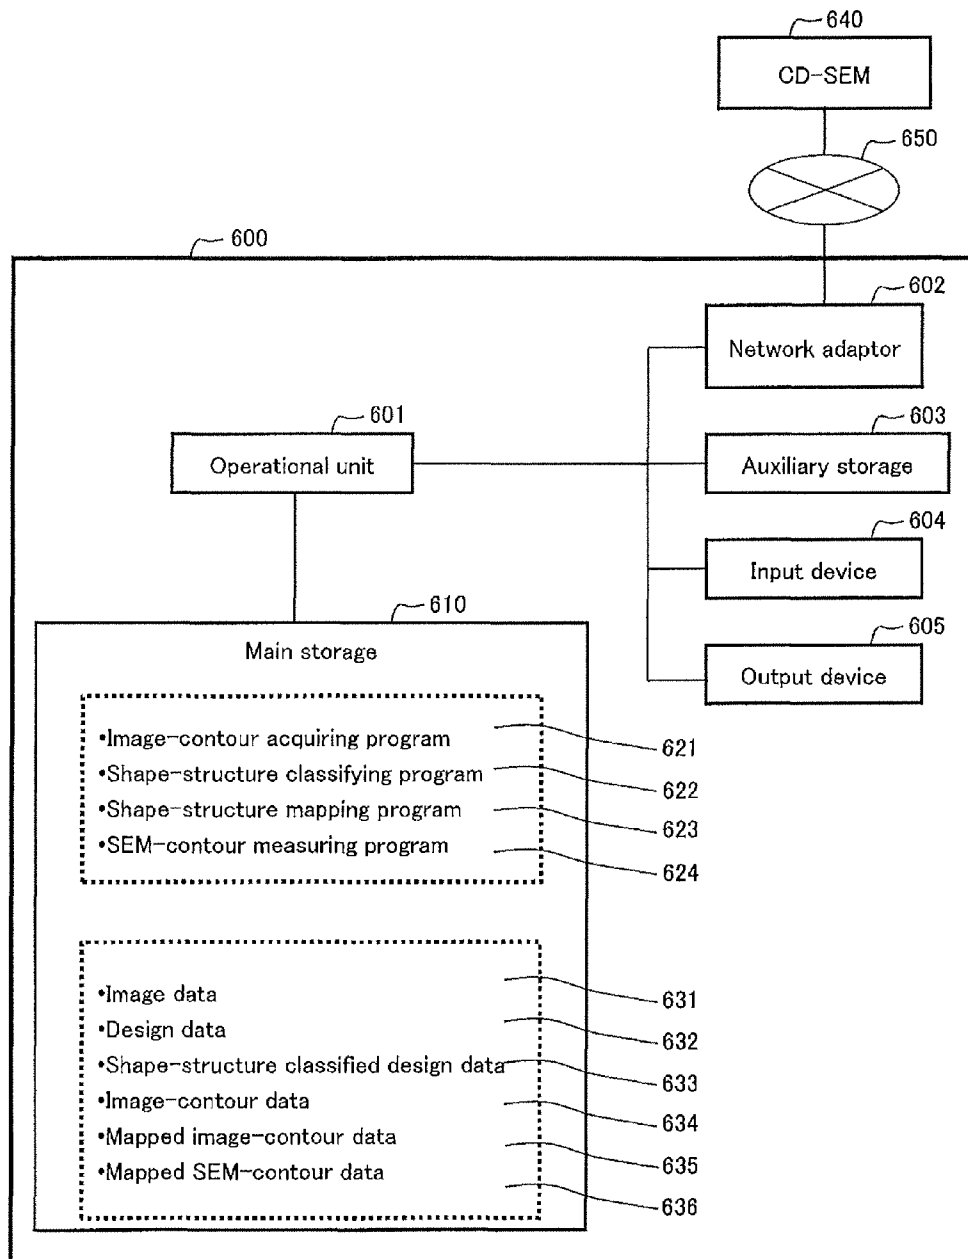 640
CD-SEM
650
600
602
Network adaptor
601
603
Operational unit
Auxiliary storage
604
Input device
610
605
Main storage
Output device
•Image-contour acquiring program
621
•Shape-structure classifying program
622
•Shape-structure mapping program
623
•SEM-contour measuring program
624
•Image data
631
•Design data
632
•Shape-structure classified design data
633
•Image-contour data
634
•Mapped image-contour data
635
•Mapped SEM-contour data
636